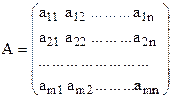 a11 a12 ......... a1n
a21 a22 ......... a2n
A = ........................
am1 am2 ......... amn